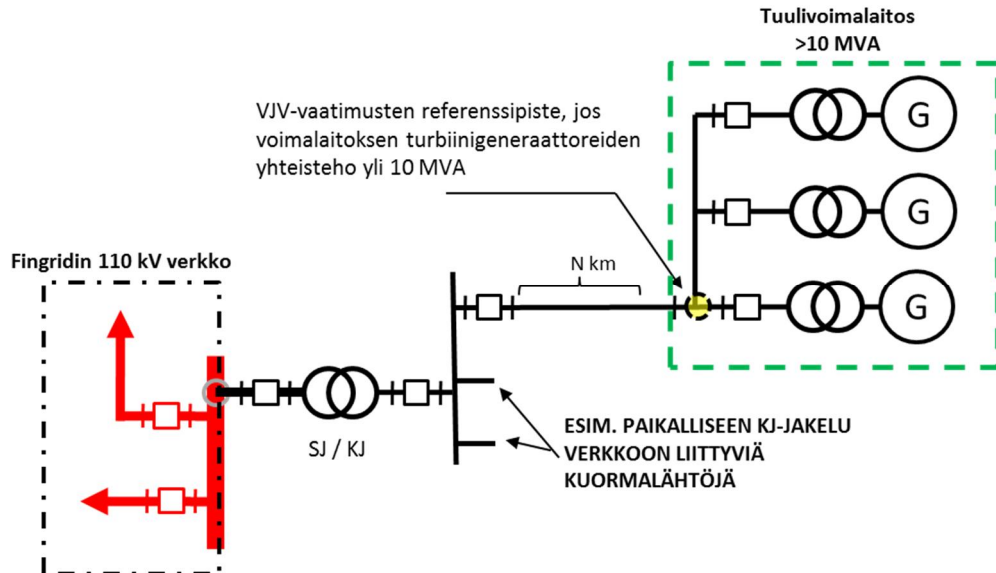 Tuulivoimalaitos
>10 MVA
VJV-vaatimusten referenssipiste, jos
voimalaitoksen turbiinigeneraattoreiden
yhteisteho yli 10 MVA
G
G
G
Fingridin 110 kV verkko
N km
SJ / KJ
ESIM. PAIKALLISEEN KJ-JAKELU
VERKKOON LIITTYVIÄ
KUORMALÄHTÖJÄ